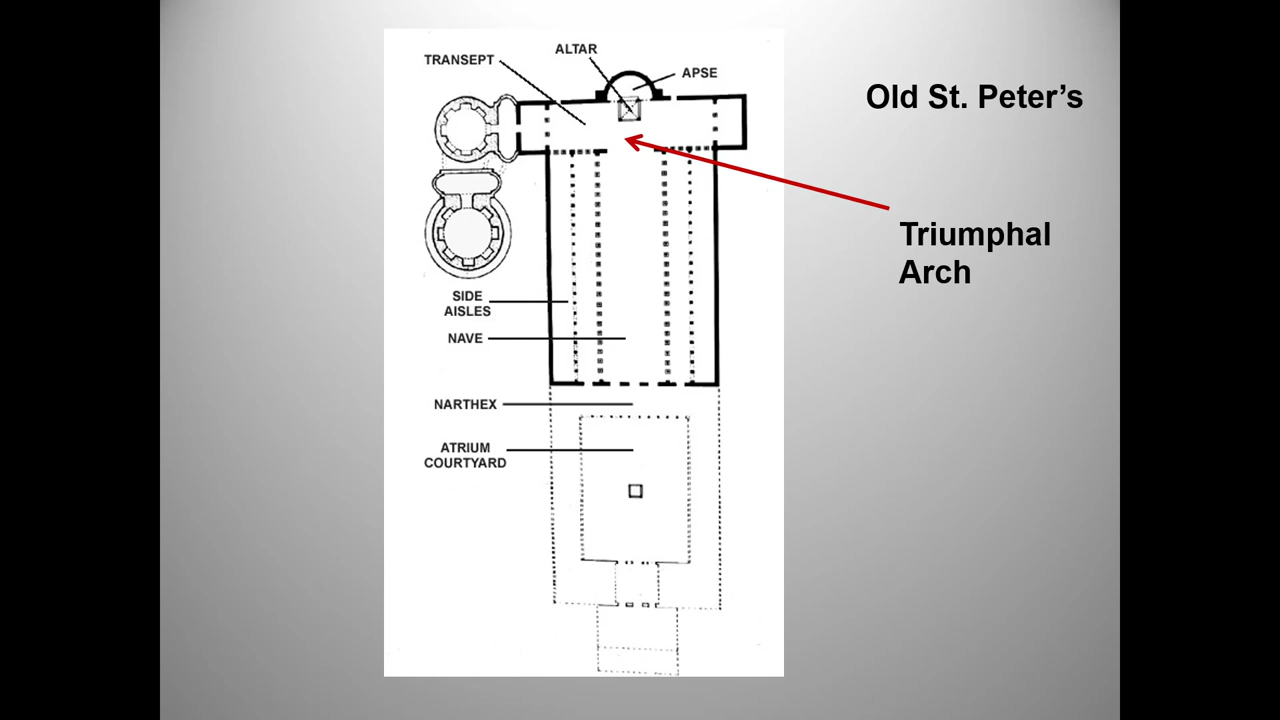 ALTAR
TRANSEPT
APSE
Old St. Peter’s
Triumphal
Arch
SIDE
AISLES
NAVE
NARTHEX
ATRIUM
COURTYARD